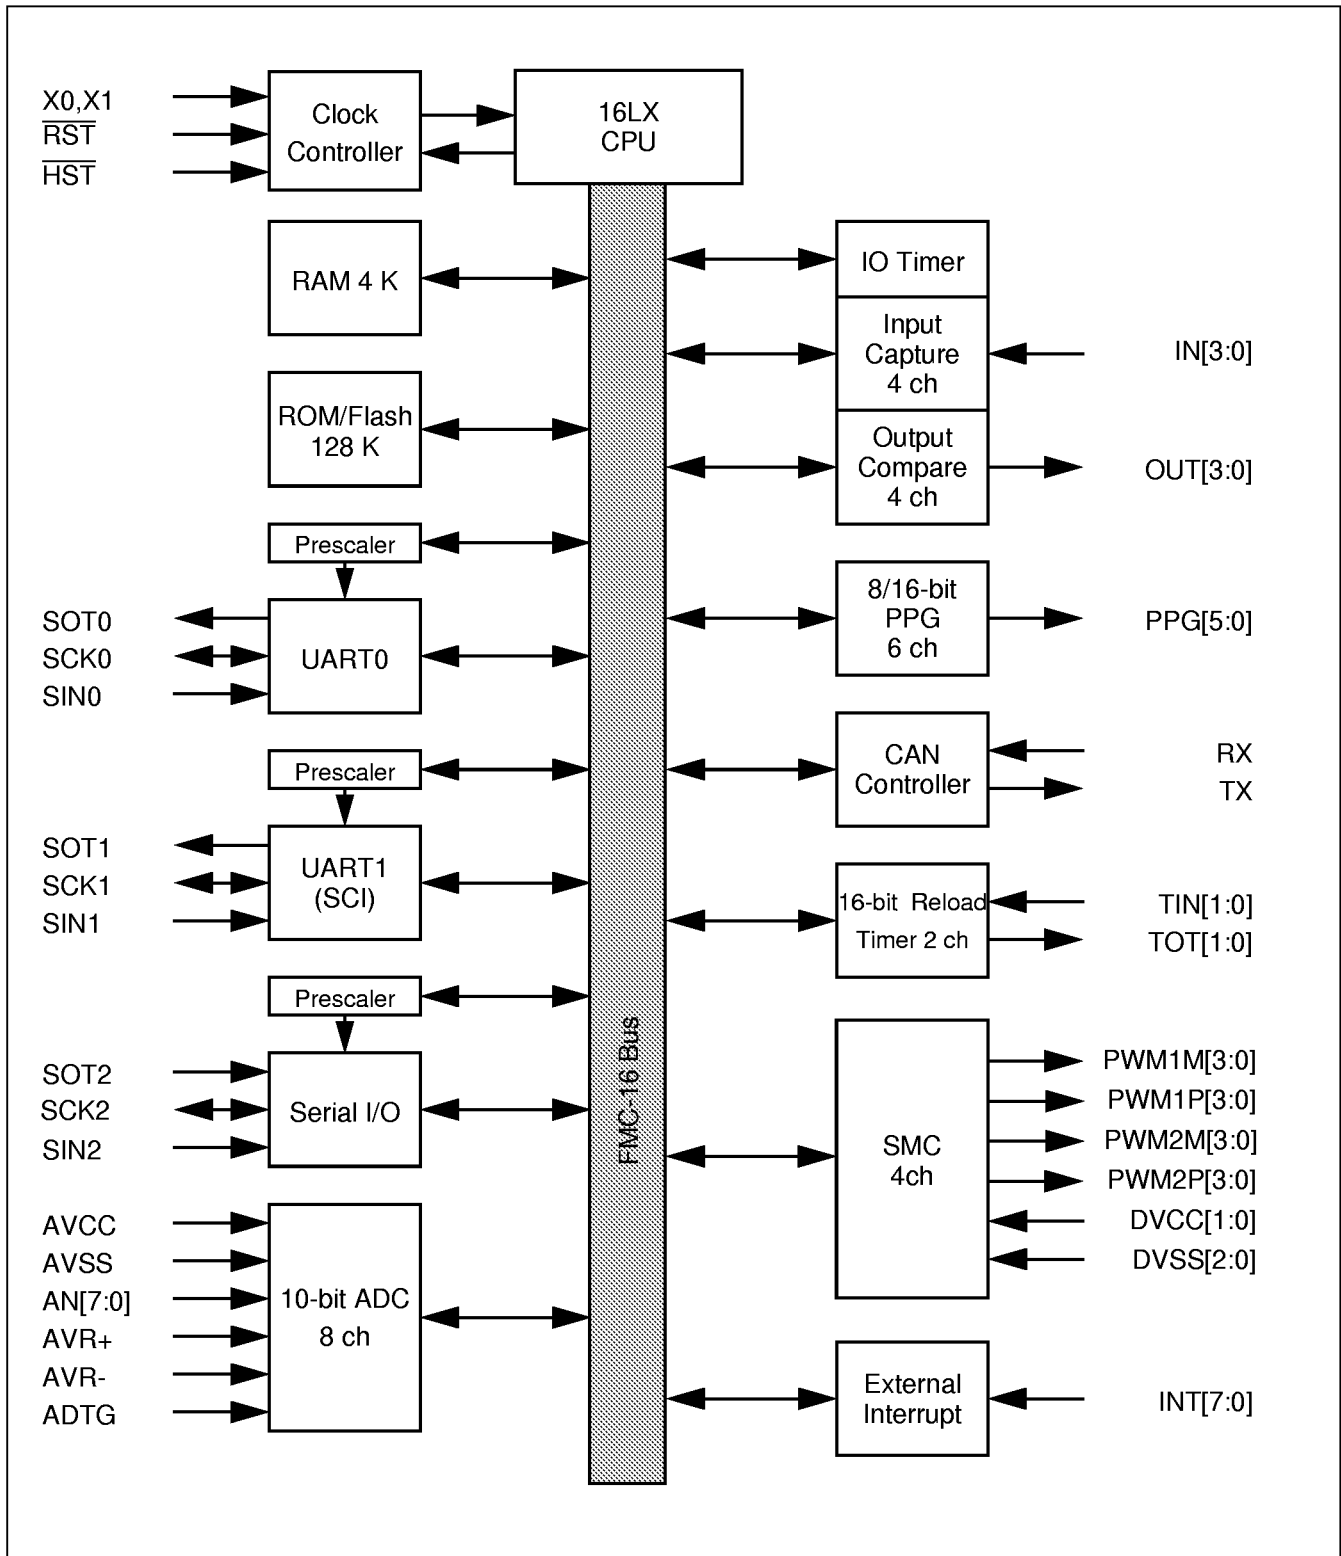 X0,X1
RST
HST
Clock
Controller
16LX
CPU
RAM 4 K
ROM/Flash
128 K
Prescaler
SOT0
SCK0
SIN0
UART0
Prescaler
SOT1
SCK1
SIN1
UART1
(SCI)
Prescaler
SOT2
SCK2
SIN2
Serial I/O
AVCC
AVSS
AN[7:0]
AVR+
AVR-
ADTG
10-bit ADC
8 ch
FMC-16 Bus
IO Timer
Input
Capture
4 ch
IN[3:0]
Output
Compare
4 ch
OUT[3:0]
8/16-bit
PPG
6 ch
PPG[5:0]
CAN
Controller
RX
TX
16-bit Reload
Timer 2 ch
TIN[1:0]
TOT[1:0]
SMC
4ch
PWM1M[3:0]
PWM1P[3:0]
PWM2M[3:0]
PWM2P[3:0]
DVCC[1:0]
DVSS[2:0]
External
Interrupt
INT[7:0]